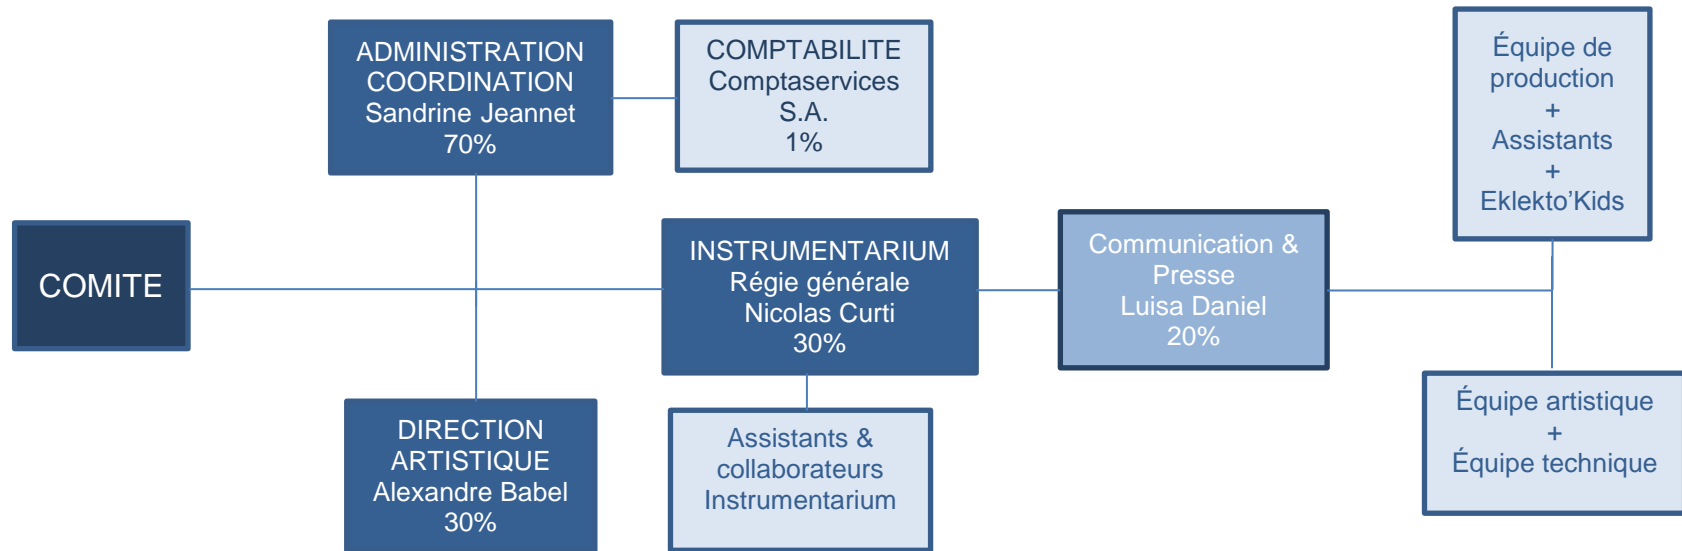 ADMINISTRATION
COORDINATION
Sandrine Jeannet
70%
COMPTABILITE
Comptaservices
S.A.
1%
Équipe de
production
+
Assistants
+
Eklekto’Kids
COMITE
INSTRUMENTARIUM
Régie générale
Nicolas Curti
30%
Communication &
Presse
Luisa Daniel
20%
DIRECTION
ARTISTIQUE
Alexandre Babel
30%
Assistants &
collaborateurs
Instrumentarium
Équipe artistique
+
Équipe technique